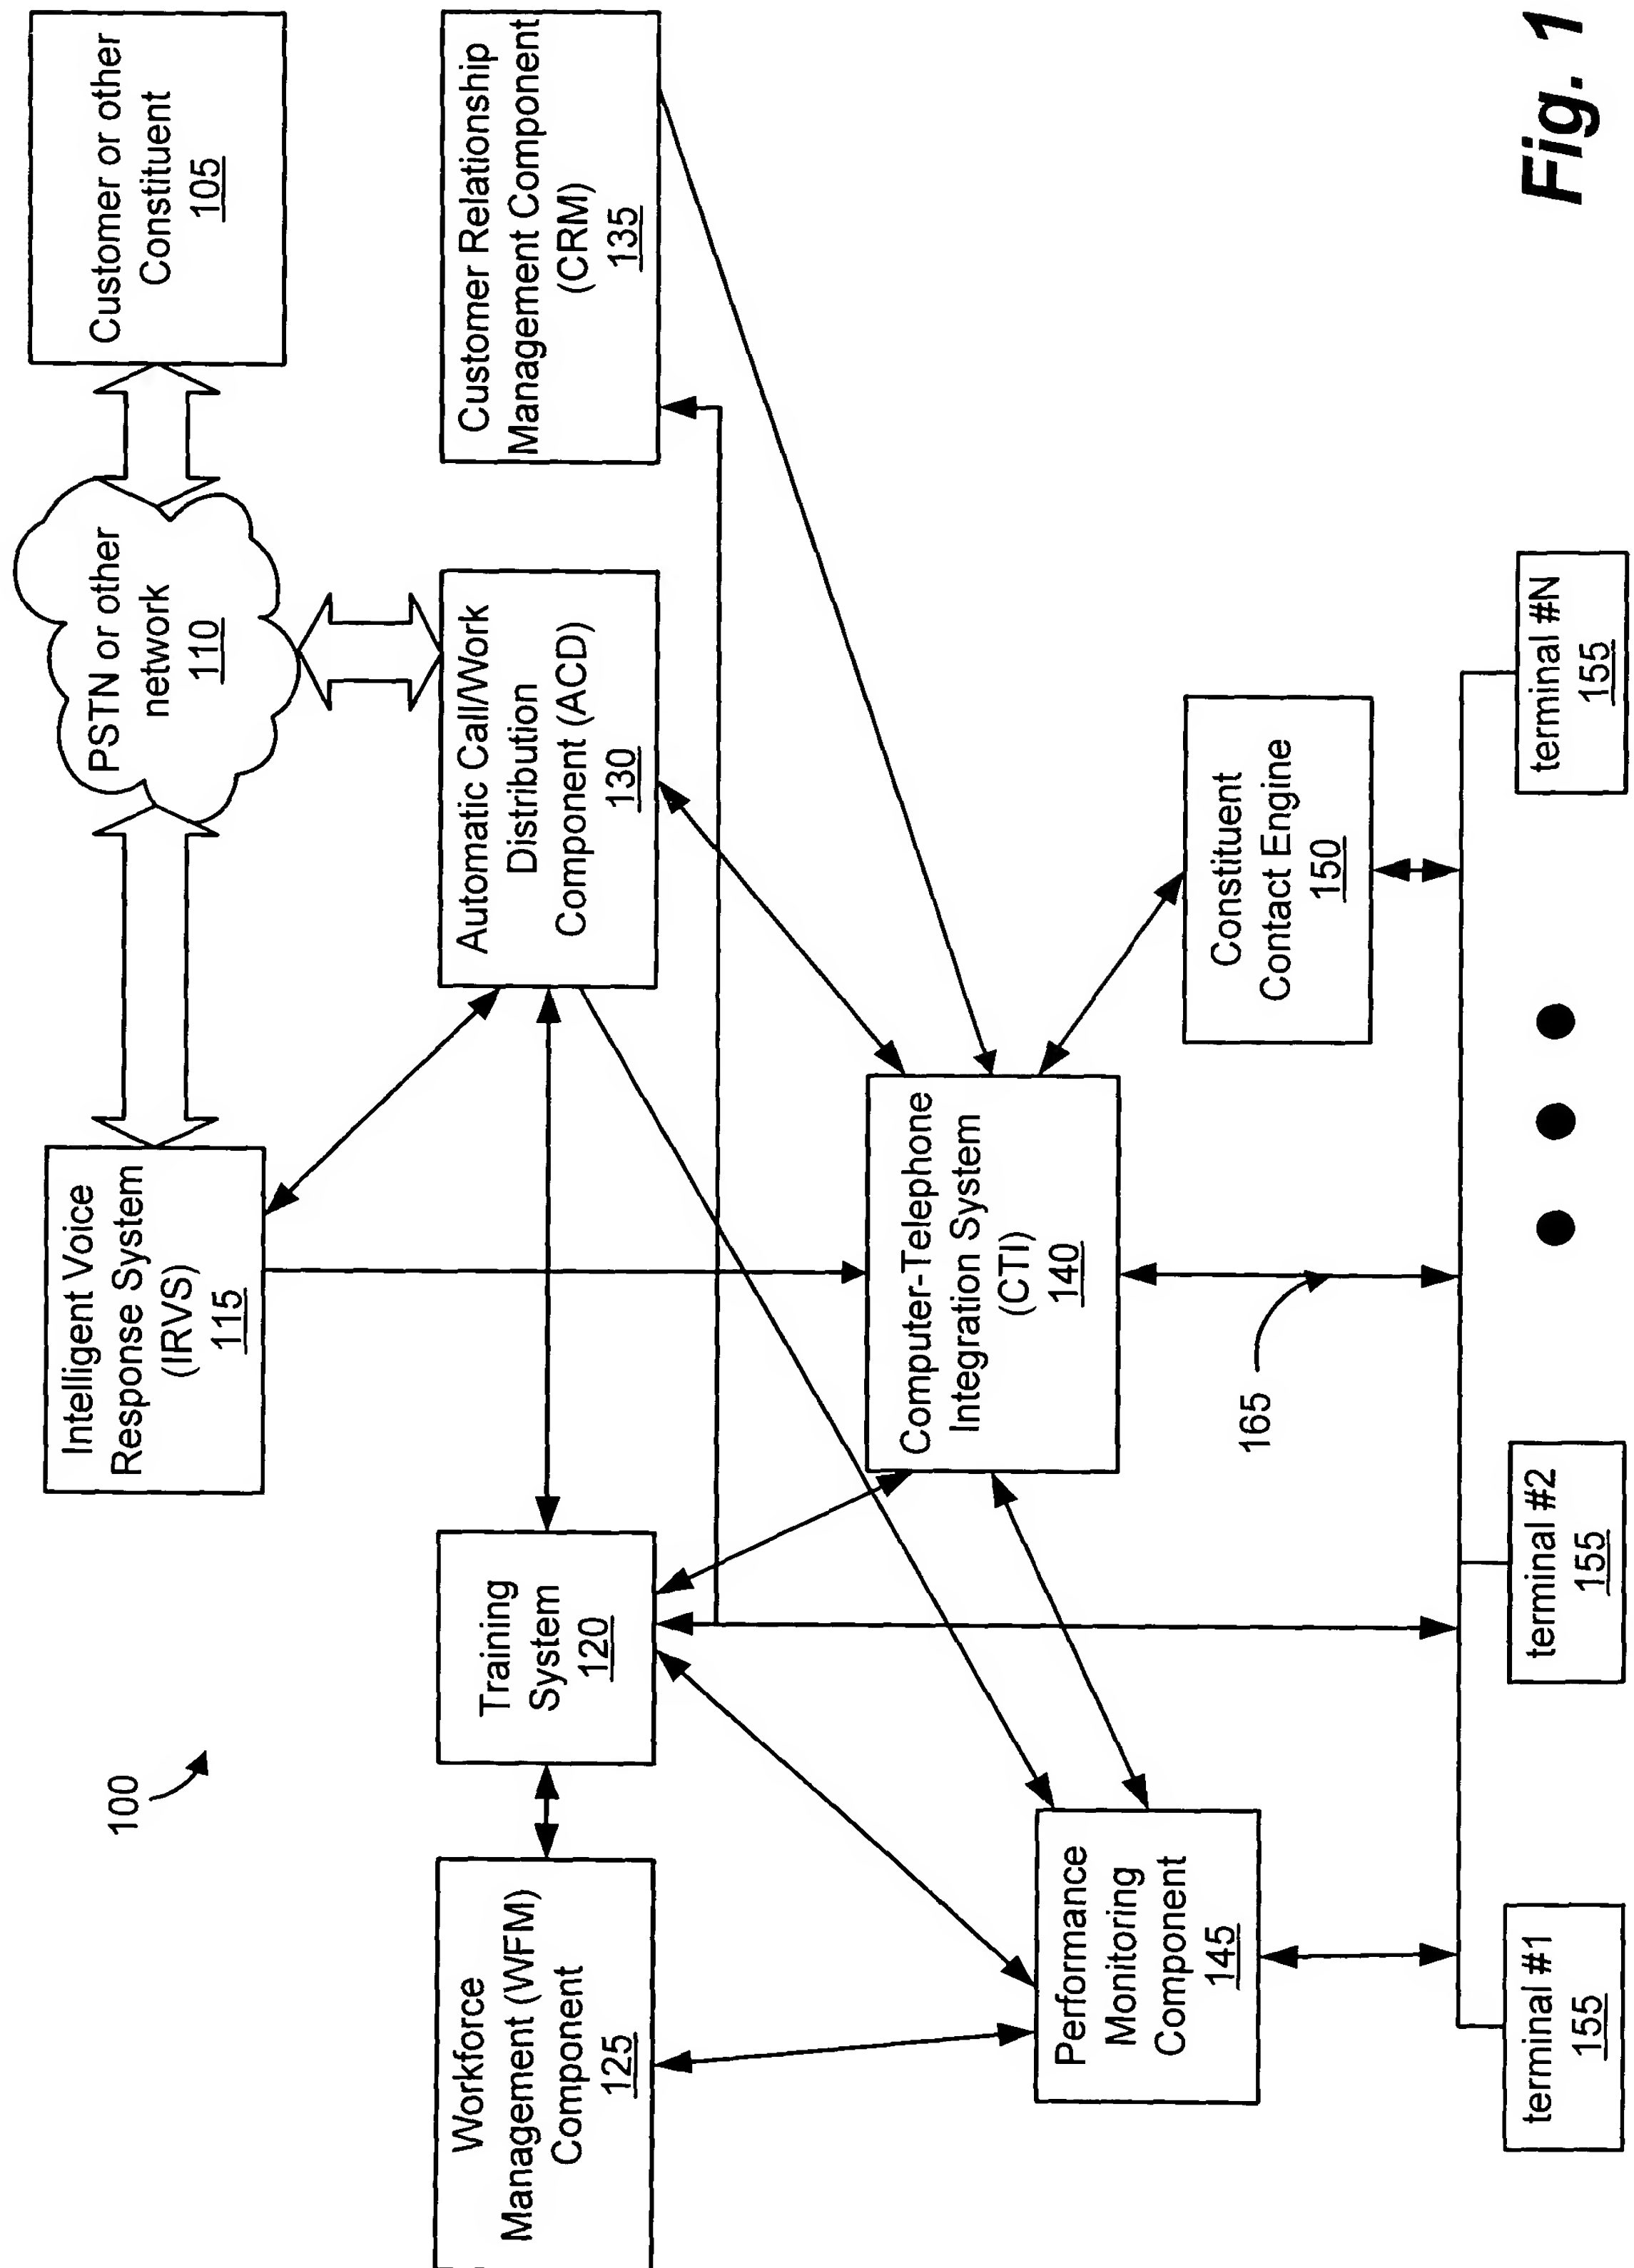 100
Customer or other
Constituent
105
PSTN or other
network
110
Intelligent Voice
Response System
(IRVS)
115
Workforce
Management (WFM)
Component
125
Training
System
120
Automatic Call/Work
Distribution
Component (ACD)
130
Customer Relationship
Management Component
(CRM)
135
Performance
Monitoring
Component
145
Computer-Telephone
Integration System
(CTI)
140
Constituent
Contact Engine
150
165
terminal #1
155
terminal #2
155
terminal #N
155
Fig. 1